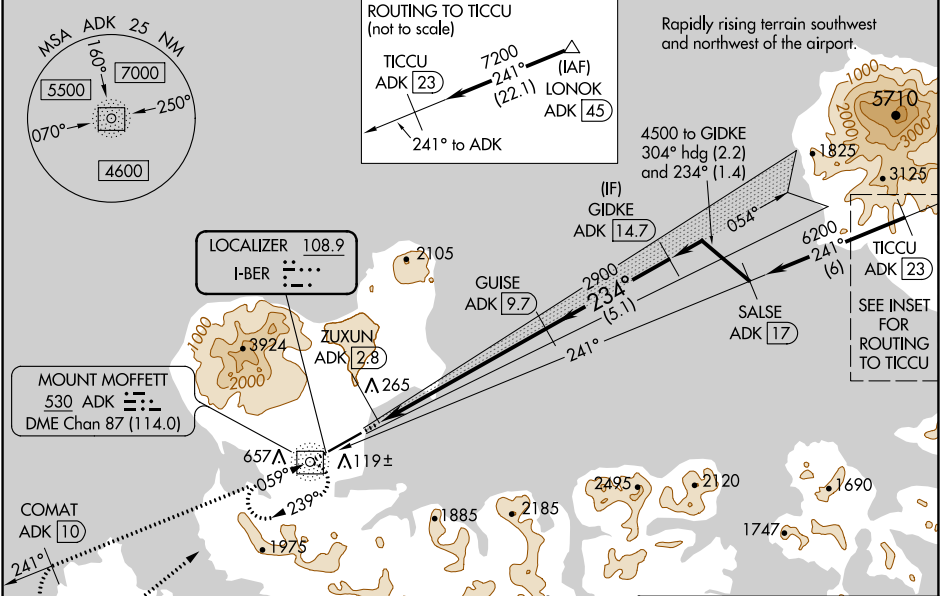 MSA ADK 25 NM
160°
5500
7000
250°
070°
4600
ROUTING TO TICCU
(not to scale)
TICCU
ADK 23
7200
241°
(22.1)
(IAF)
LONOK
ADK 45
241° to ADK
Rapidly rising terrain southwest
and northwest of the airport.
1000
5710
2000
3000
1825
3125
4500 to GIDKE
304° hdg (2.2)
and 234° (1.4)
(IF)
GIDKE
ADK 14.7
054°
6200
241°
(6)
TICCU
ADK 23
SEE INSET
FOR
ROUTING
TO TICCU
SALSE
ADK 17
LOCALIZER 108.9
I-BER
2105
GUISE
ADK 9.7
2900
234°
(5.1)
241°
1000
3924
2000
ZUXUN
ADK 2.8
265
MOUNT MOFFETT
530 ADK
DME Chan 87 (114.0)
657
119±
059°
239°
COMAT
ADK 10
241°
1975
1885
2185
2495
2120
1690
1747